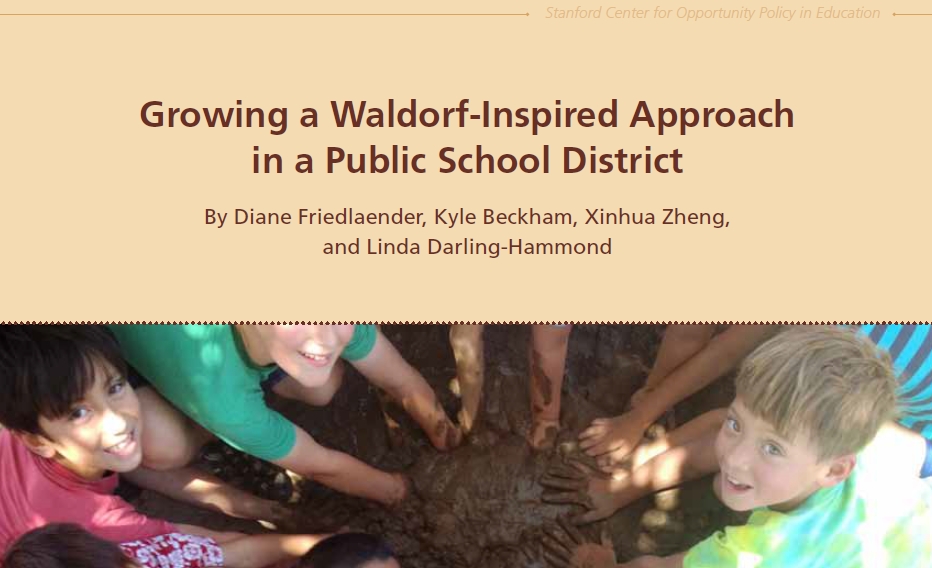 Stanford Center for Opportunity Policy in Education
Growing a Waldorf-Inspired Approach
in a Public School District
By Diane Friedlaender, Kyle Beckham, Xinhua Zheng,
and Linda Darling-Hammond